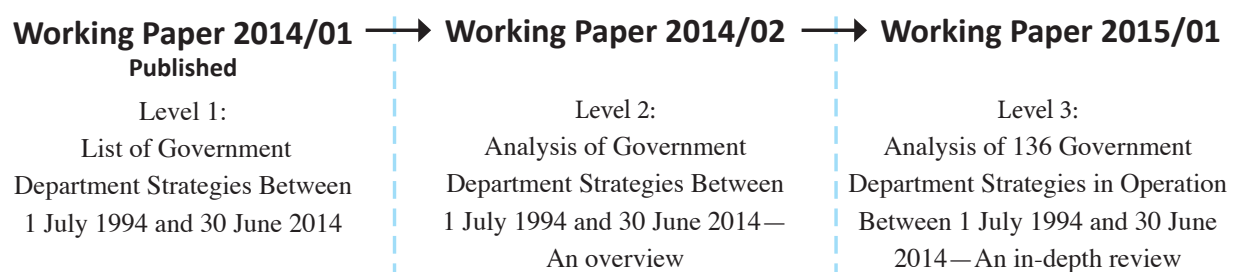 Working Paper 2014/01
Published
Level 1:
List of Government
Department Strategies Between
1 July 1994 and 30 June 2014
Working Paper 2014/02
Level 2:
Analysis of Government
Department Strategies Between
1 July 1994 and 30 June 2014—
An overview
Working Paper 2015/01
Level 3:
Analysis of 136 Government
Department Strategies in Operation
Between 1 July 1994 and 30 June
2014—An in-depth review